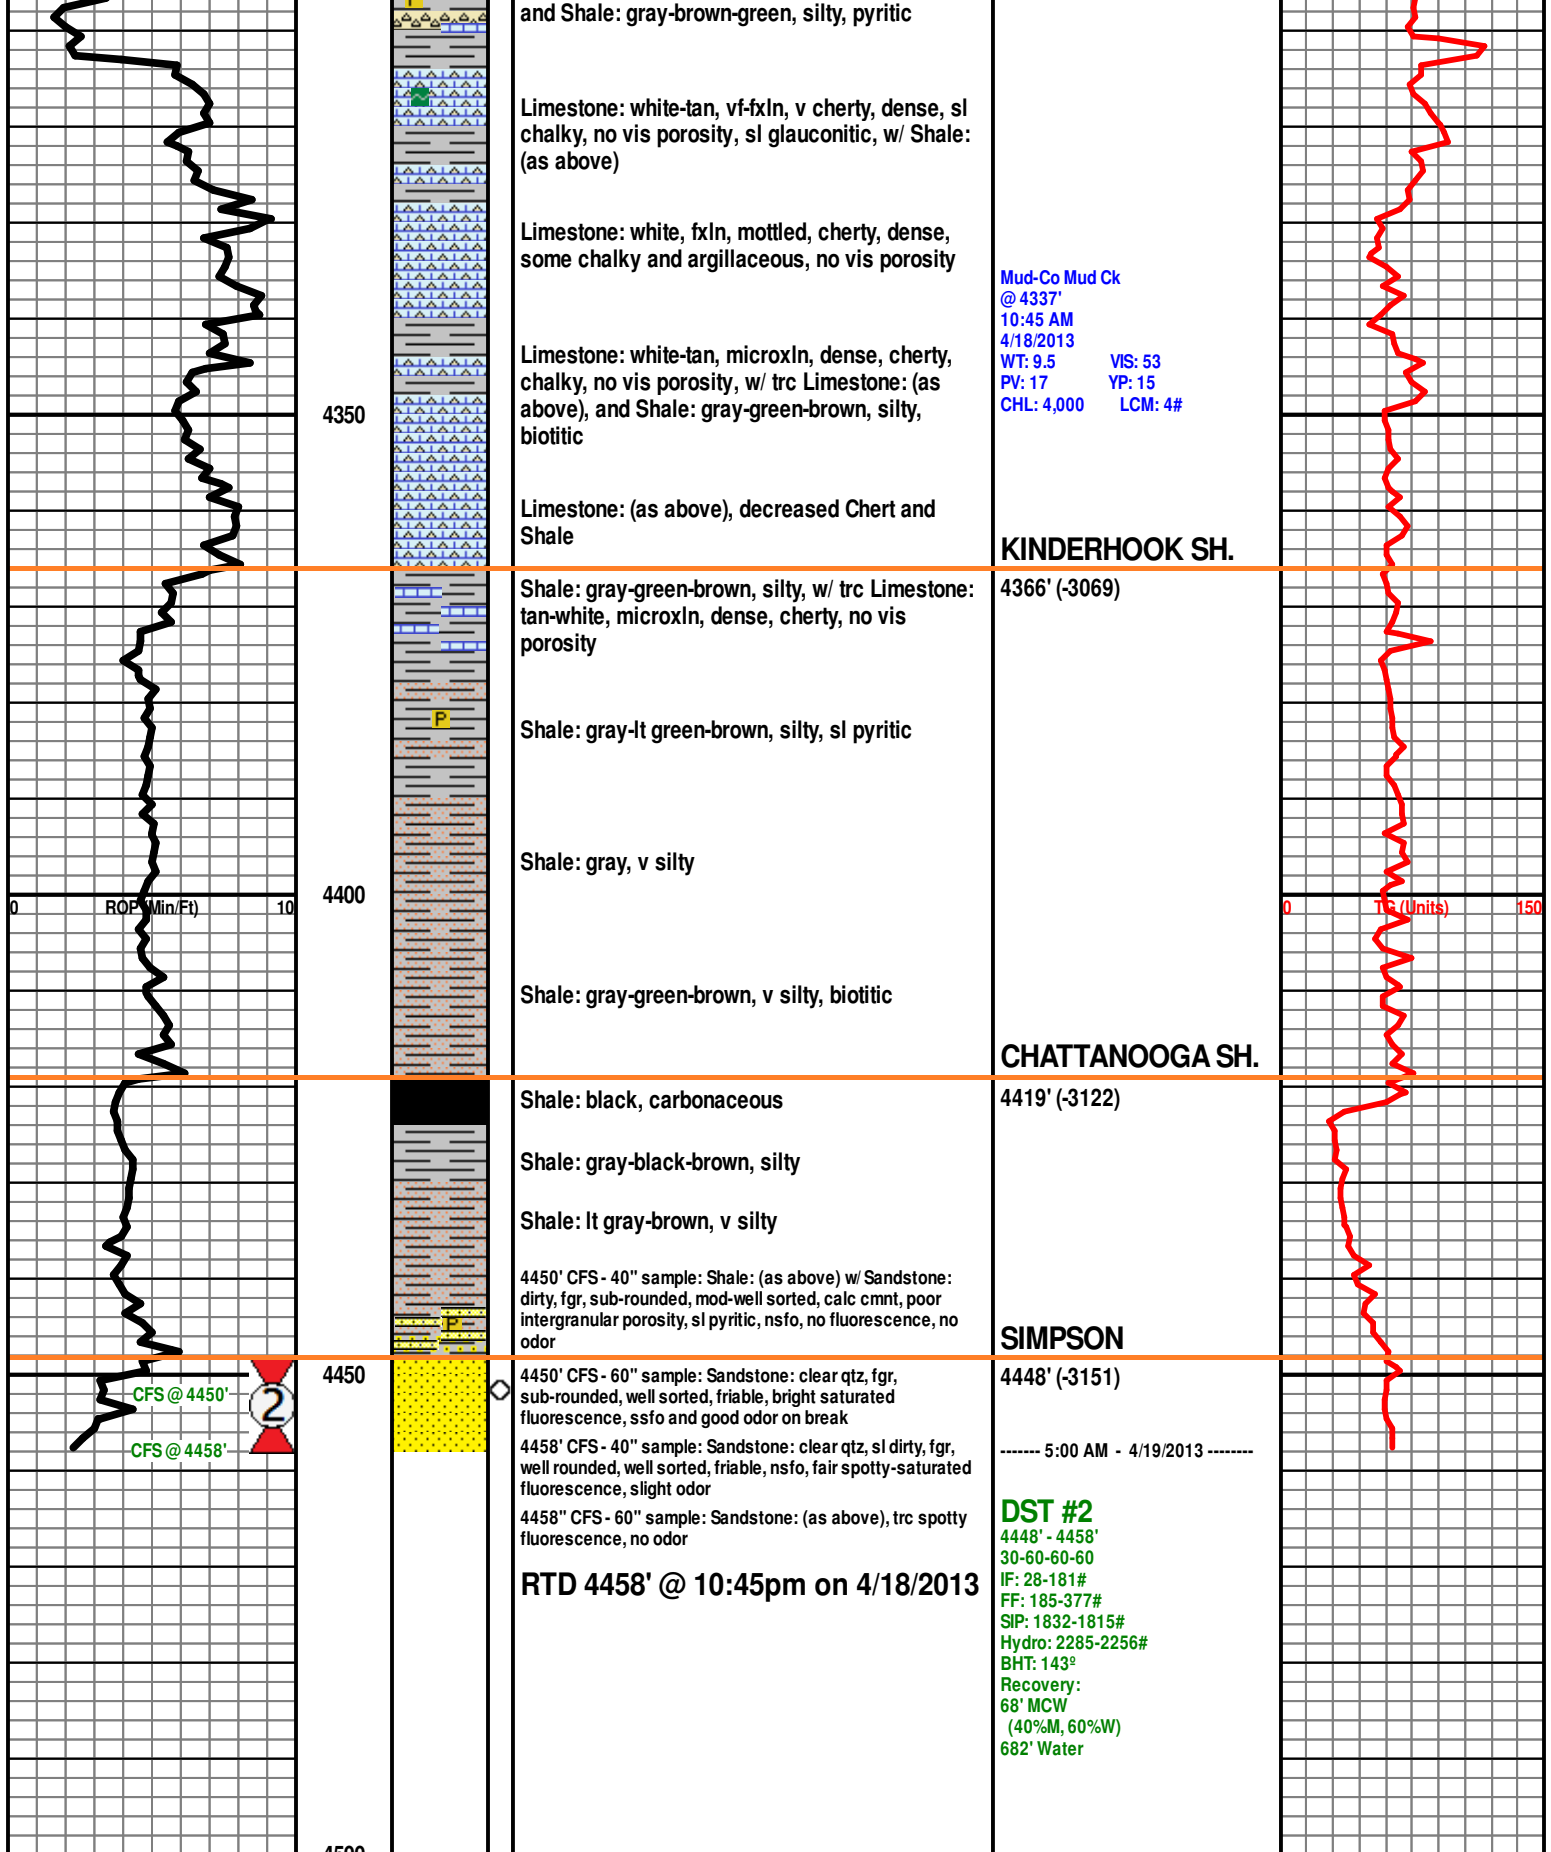 and Shale: gray-brown-green, silty, pyritic
Limestone: white-tan, vf-fxln, v cherty, dense, sl
chalky, no vis porosity, sl glauconitic, w/ Shale:
(as above)
Limestone: white, fxln, mottled, cherty, dense,
some chalky and argillaceous, no vis porosity
Mud-Co Mud Ck
@ 4337'
10:45 AM
4/18/2013
WT: 9.5 VIS: 53
PV: 17 YP: 15
CHL: 4,000 LCM: 4#
Limestone: white-tan, microxln, dense, cherty,
chalky, no vis porosity, w/ trc Limestone: (as
above), and Shale: gray-green-brown, silty,
biotitic
4350
Limestone: (as above), decreased Chert and
Shale
KINDERHOOK SH.
4366' (-3069)
Shale: gray-green-brown, silty, w/ trc Limestone:
tan-white, microxln, dense, cherty, no vis
porosity
P
Shale: gray-lt green-brown, silty, sl pyritic
Shale: gray, v silty
4400
0 ROP (Min/Ft) 10
0 TG (Units) 150
Shale: gray-green-brown, v silty, biotitic
CHATTANOOGA SH.
4419' (-3122)
Shale: black, carbonaceous
Shale: gray-black-brown, silty
Shale: lt gray-brown, v silty
4450' CFS - 40" sample: Shale: (as above) w/ Sandstone:
dirty, fgr, sub-rounded, mod-well sorted, calc cmnt, poor
intergranular porosity, sl pyritic, nsfo, no fluorescence, no
odor
P
SIMPSON
4448' (-3151)
4450
CFS @ 4450'
2
CFS @ 4458'
4450' CFS - 60" sample: Sandstone: clear qtz, fgr,
sub-rounded, well sorted, friable, bright saturated
fluorescence, ssfo and good odor on break
4458' CFS - 40" sample: Sandstone: clear qtz, sl dirty, fgr,
well rounded, well sorted, friable, nsfo, fair spotty-saturated
fluorescence, slight odor
4458" CFS - 60" sample: Sandstone: (as above), trc spotty
fluorescence, no odor
RTD 4458' @ 10:45pm on 4/18/2013
------- 5:00 AM - 4/19/2013 --------
DST #2
4448' - 4458'
30-60-60-60
IF: 28-181#
FF: 185-377#
SIP: 1832-1815#
Hydro: 2285-2256#
BHT: 143º
Recovery:
68' MCW
(40%M, 60%W)
682' Water